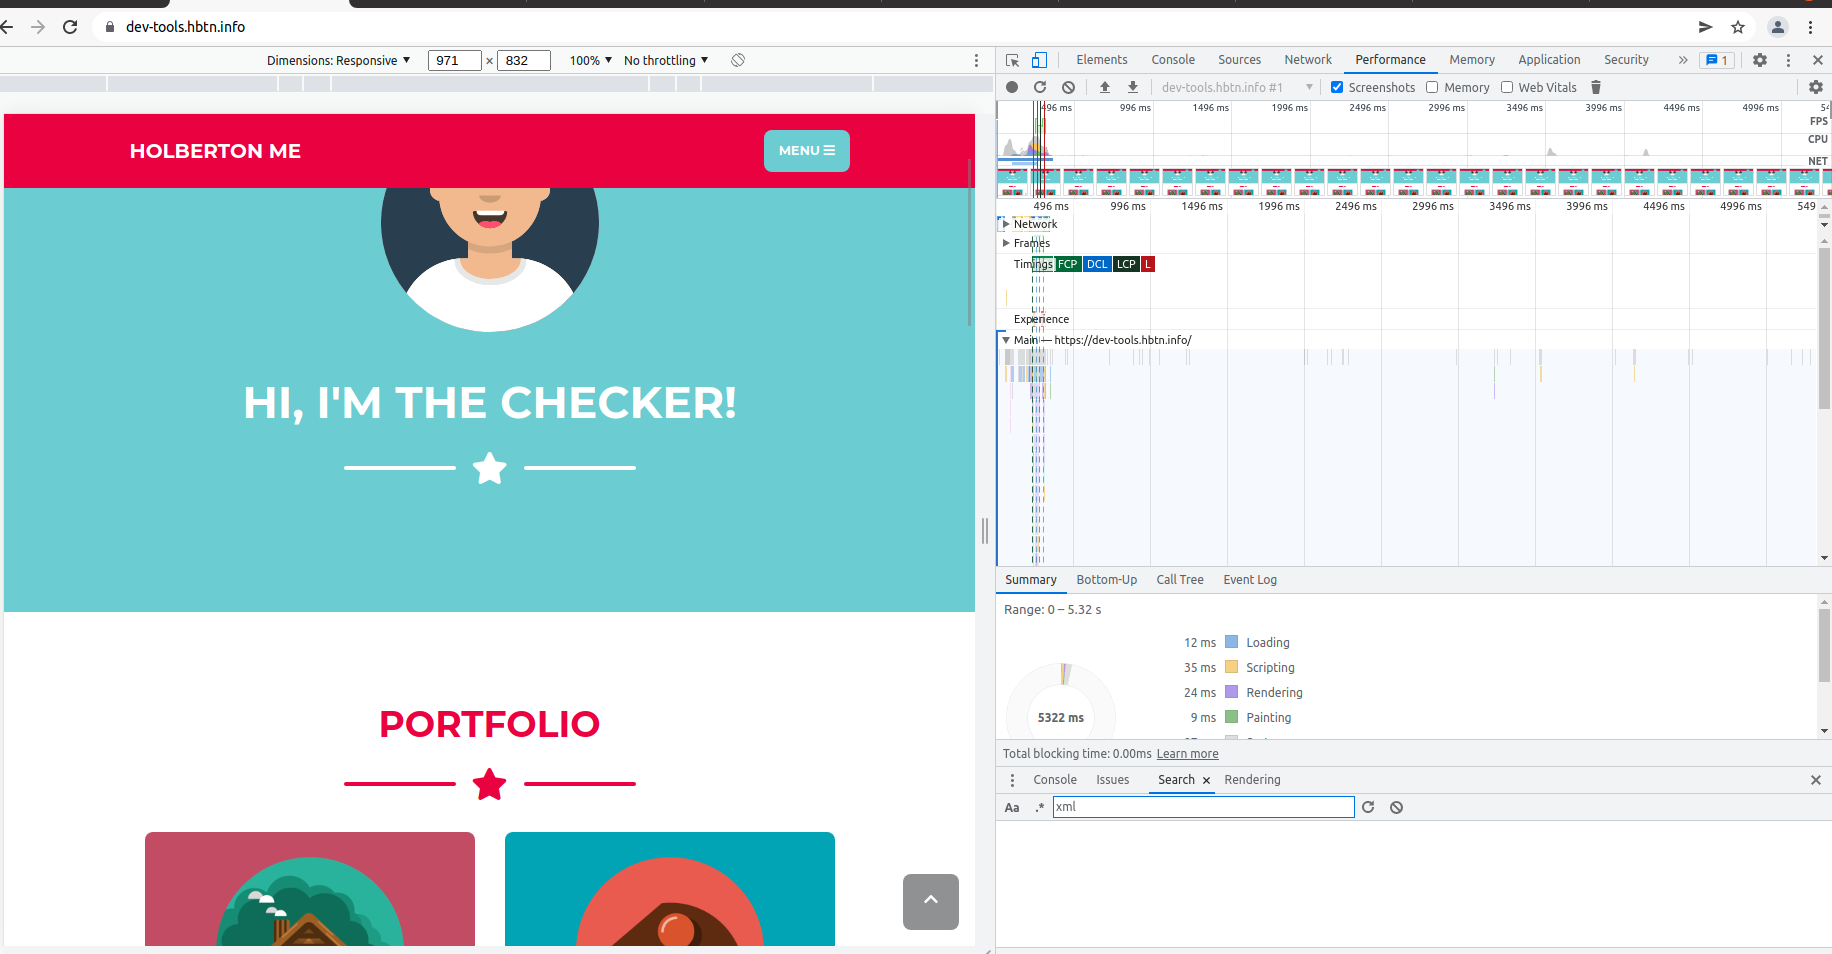 dev-tools.hbtn.info
Dimensions: Responsive 971 × 832 100% No throttling
HOLBERTON ME
MENU
HI, I'M THE CHECKER!
PORTFOLIO
Elements Console Sources Network Performance Memory Application Security » 1
dev-tools.hbtn.info #1 Screenshots Memory Web Vitals
496 ms 996 ms 1496 ms 1996 ms 2496 ms 2996 ms 3496 ms 3996 ms 4496 ms 4996 ms
FPS
CPU
NET
496 ms 996 ms 1496 ms 1996 ms 2496 ms 2996 ms 3496 ms 3996 ms 4496 ms 4996 ms 549
Network
Frames
Timings FCP DCL LCP L
Experience
Main — https://dev-tools.hbtn.info/
Summary Bottom-Up Call Tree Event Log
Range: 0 – 5.32 s
12 ms Loading
35 ms Scripting
24 ms Rendering
9 ms Painting
5322 ms
Total blocking time: 0.00ms Learn more
Console Issues Search × Rendering
Aa .* xml